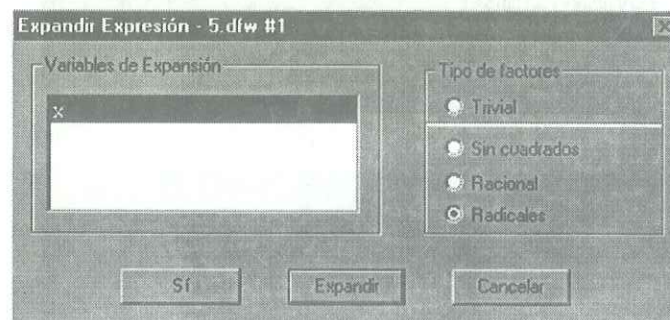 Expandir Expresión - 5.dfw #1
Variables de Expansión
x
Tipo de factores
Trivial
Sin cuadrados
Racional
Radicales
Sí
Expandir
Cancelar